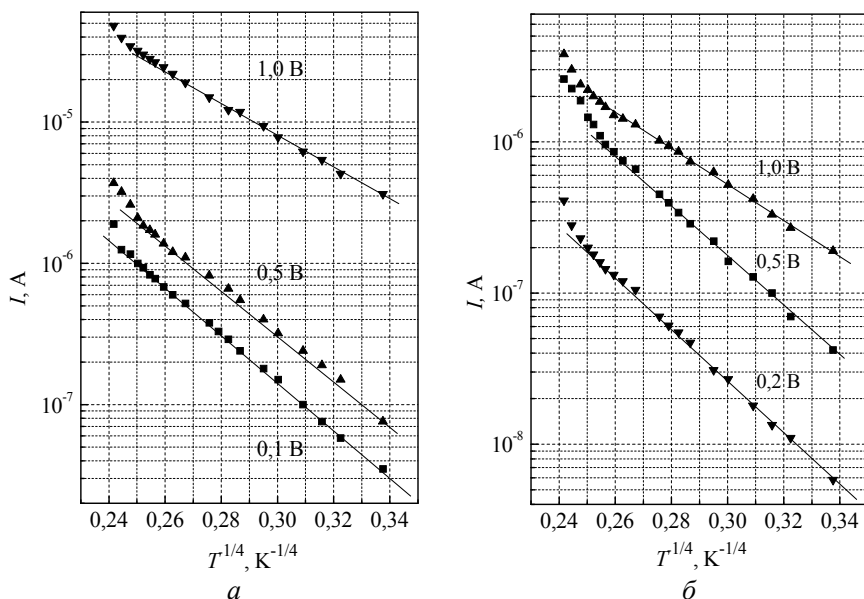 1,0 В
10⁻⁵
10⁻⁶
10⁻⁷
I, А
0,5 В
0,1 В
0,24 0,26 0,28 0,30 0,32 0,34
T^1/4, К^-1/4
а
10⁻⁶
10⁻⁷
10⁻⁸
I, А
1,0 В
0,5 В
0,2 В
0,24 0,26 0,28 0,30 0,32 0,34
T^1/4, К^-1/4
б